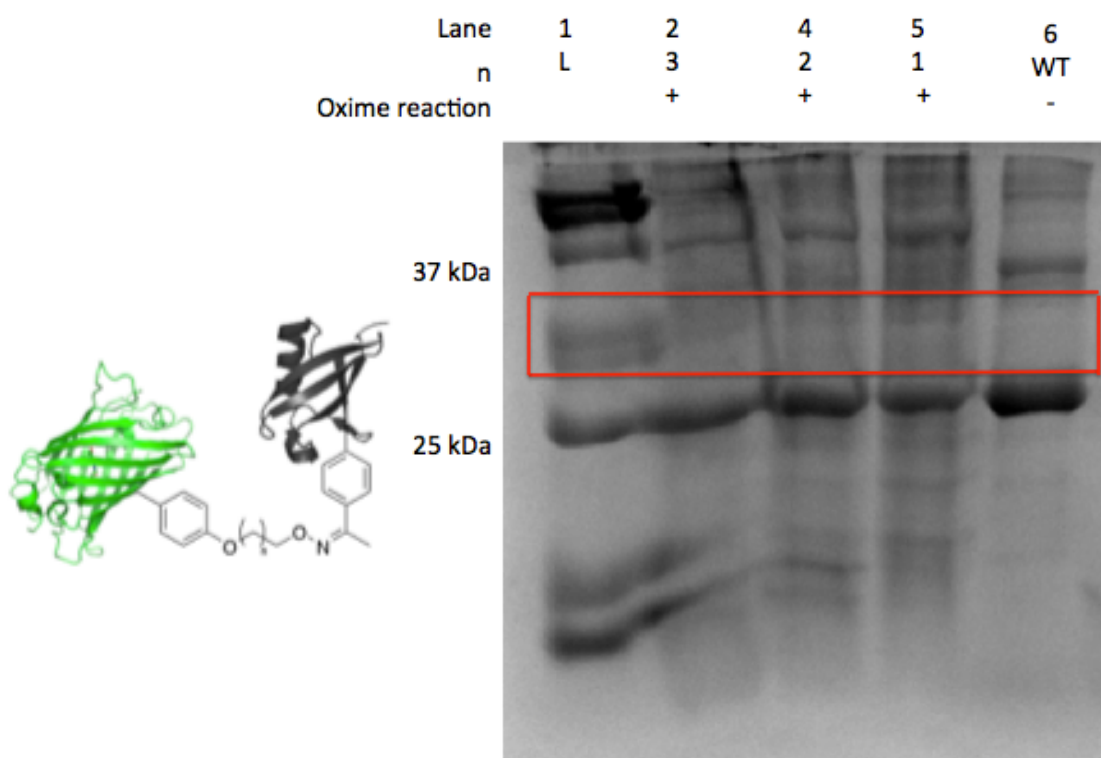 Lane 1 2 4 5 6
n L 3 2 1 WT
Oxime reaction + + + -
37 kDa
25 kDa
O O N